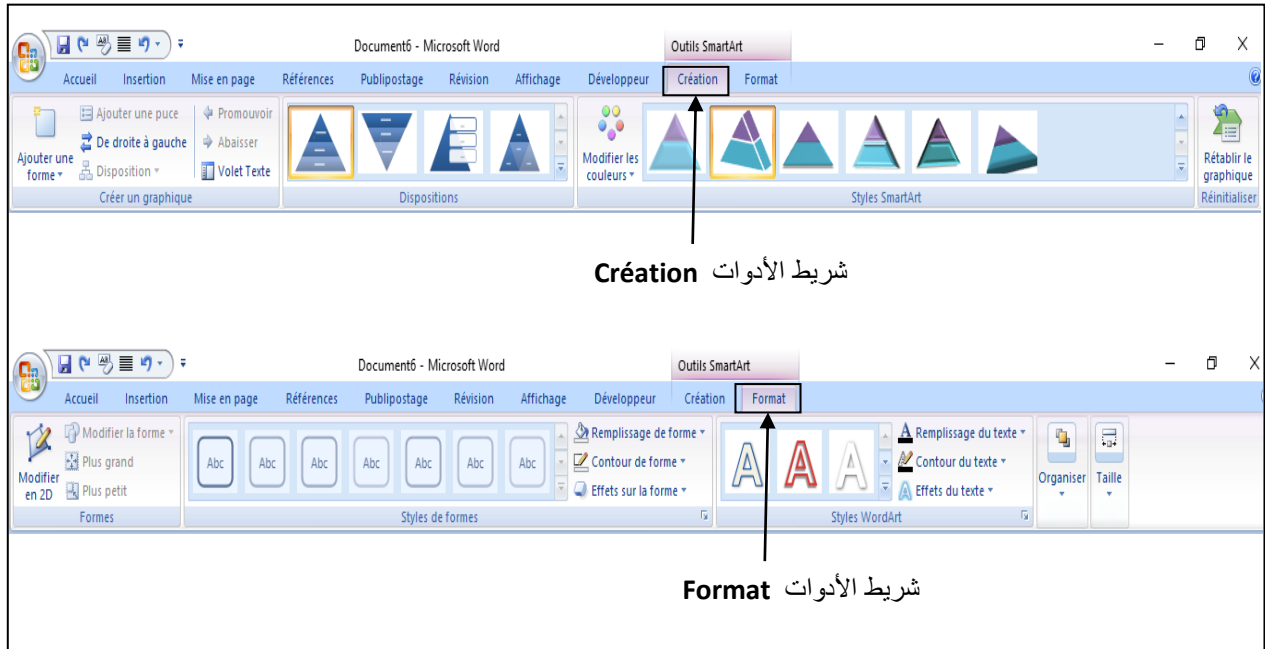 Document6 - Microsoft Word
Outils SmartArt
Accueil Insertion Mise en page Références Publipostage Révision Affichage Développeur Création Format
Ajouter une forme
Ajouter une puce
De droite à gauche
Disposition
Promouvoir
Abaisser
Volet Texte
Modifier les couleurs
Rétablir le graphique
Créer un graphique
Dispositions
Styles SmartArt
Réinitialiser
شريط الأدوات Création
Document6 - Microsoft Word
Outils SmartArt
Accueil Insertion Mise en page Références Publipostage Révision Affichage Développeur Création Format
Modifier en 2D
Modifier la forme
Plus grand
Plus petit
Abc Abc Abc Abc Abc Abc Abc
Remplissage de forme
Contour de forme
Effets sur la forme
A A A
Remplissage du texte
Contour du texte
Effets du texte
Organiser
Taille
Formes
Styles de formes
Styles WordArt
شريط الأدوات Format